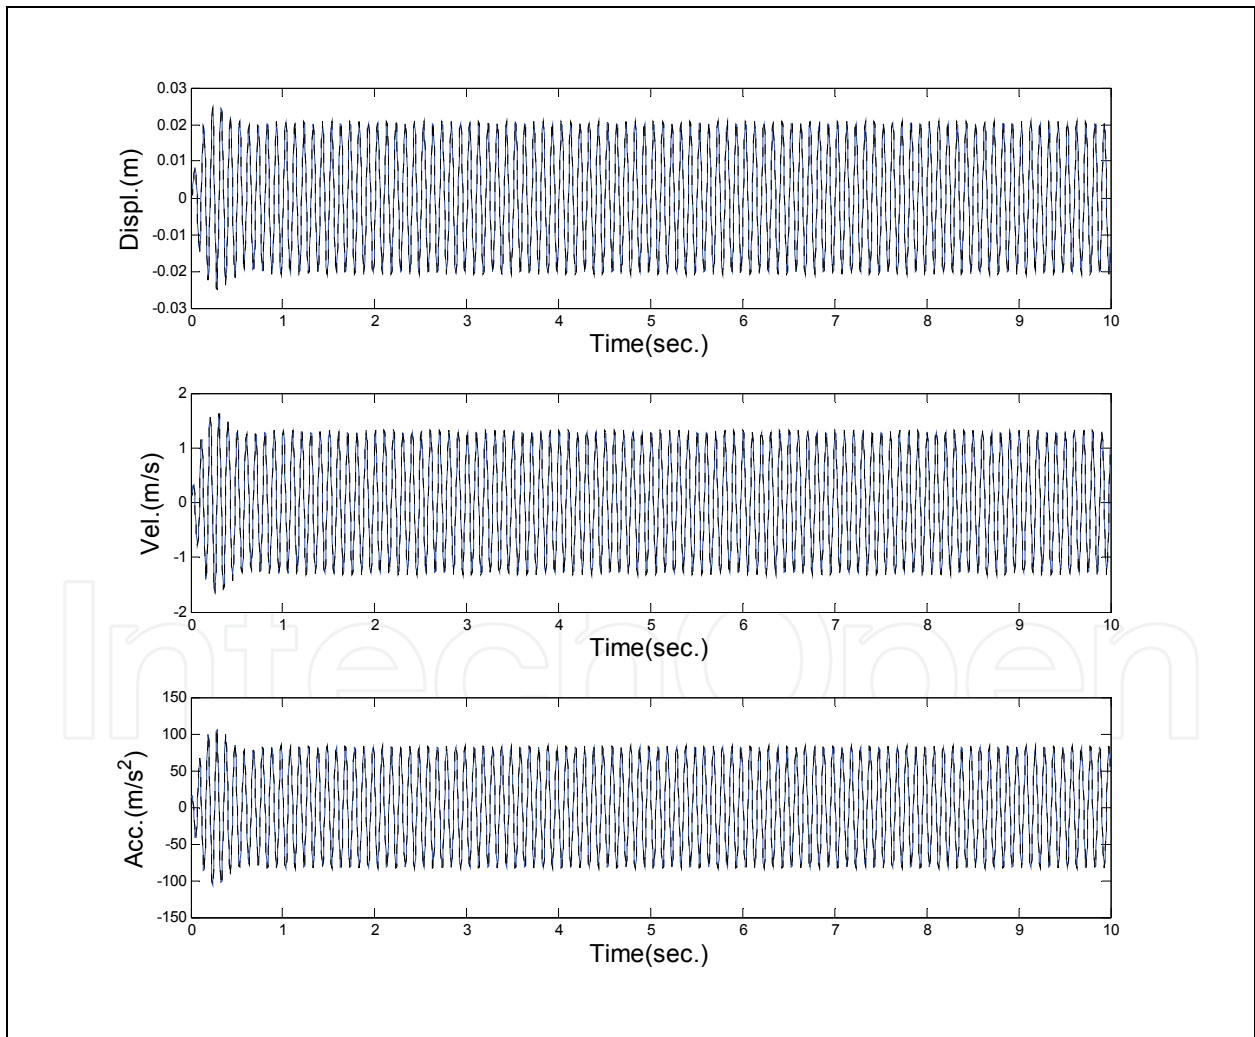 0.03
0.02
0.01
0
-0.01
-0.02
-0.03
Displ.(m)
0 1 2 3 4 5 6 7 8 9 10
Time(sec.)
2
1
0
-1
-2
Vel.(m/s)
0 1 2 3 4 5 6 7 8 9 10
Time(sec.)
150
100
50
0
-50
-100
-150
Acc.(m/s²)
0 1 2 3 4 5 6 7 8 9 10
Time(sec.)
IntechOpen